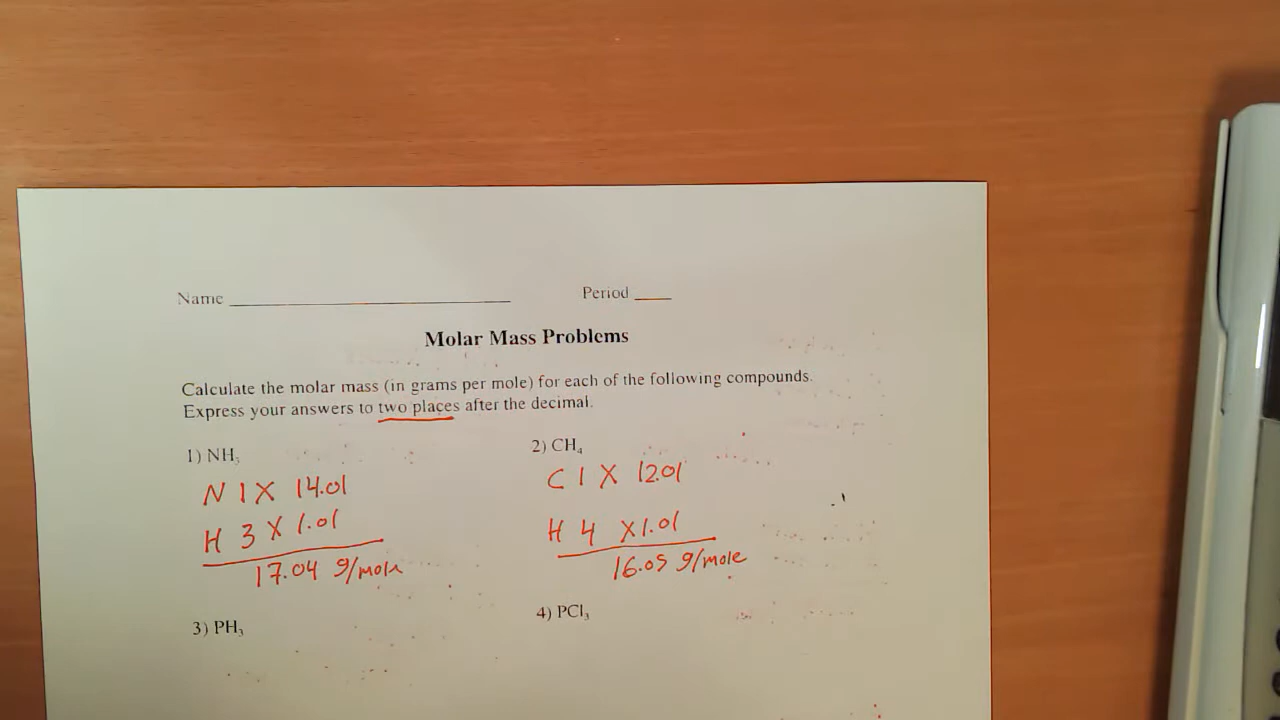 Name ____ Period ____
Molar Mass Problems
Calculate the molar mass (in grams per mole) for each of the following compounds.
Express your answers to two places after the decimal.
1) NH₃
N 1 X 14.01
H 3 X 1.01
17.04 g/mole
2) CH₄
C 1 X 12.01
H 4 X 1.01
16.05 g/mole
3) PH₃
4) PCl₃